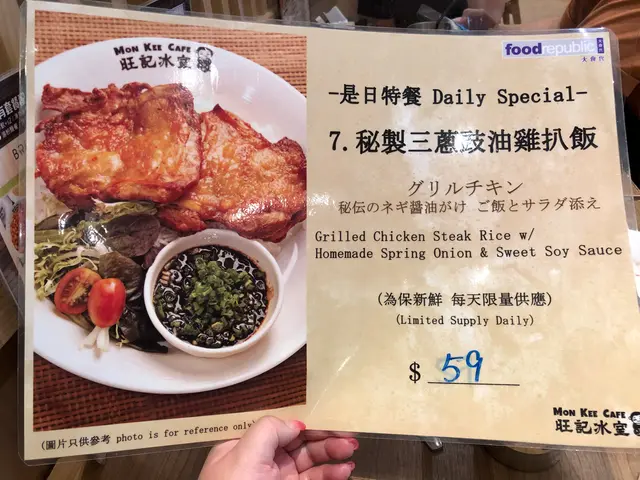 MON KEE CAFE
旺記冰室
foodrepublic
大食代
-是日特餐 Daily Special-
7.秘製三蔥豉油雞扒飯
グリルチキン
秘伝のネギ醤油がけ ご飯とサラダ添え
Grilled Chicken Steak Rice w/
Homemade Spring Onion & Sweet Soy Sauce
(為保新鮮 每天限量供應)
(Limited Supply Daily)
$ 59
(圖片只供參考 photo is for reference only)
MON KEE CAFE
旺記冰室